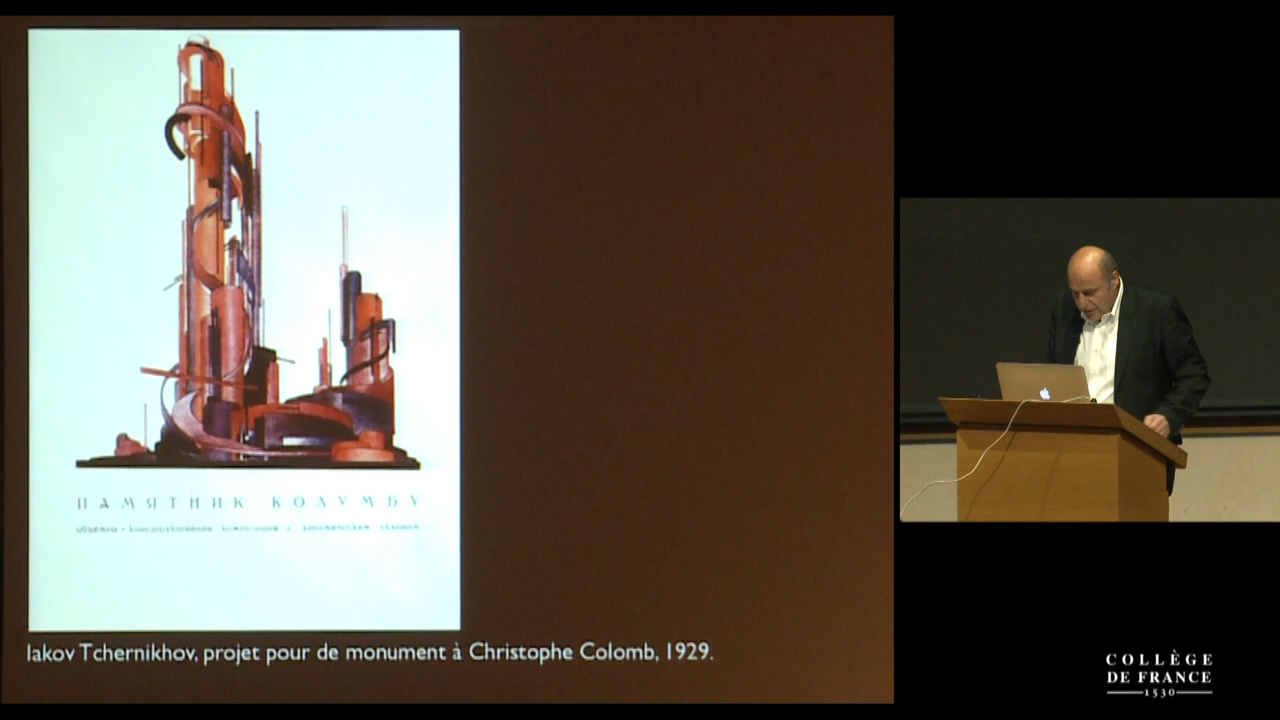 ПАМЯТНИК КОЛУМБУ
Iakov Tchernikhov, projet pour de monument à Christophe Colomb, 1929.
COLLÈGE
DE FRANCE
1530